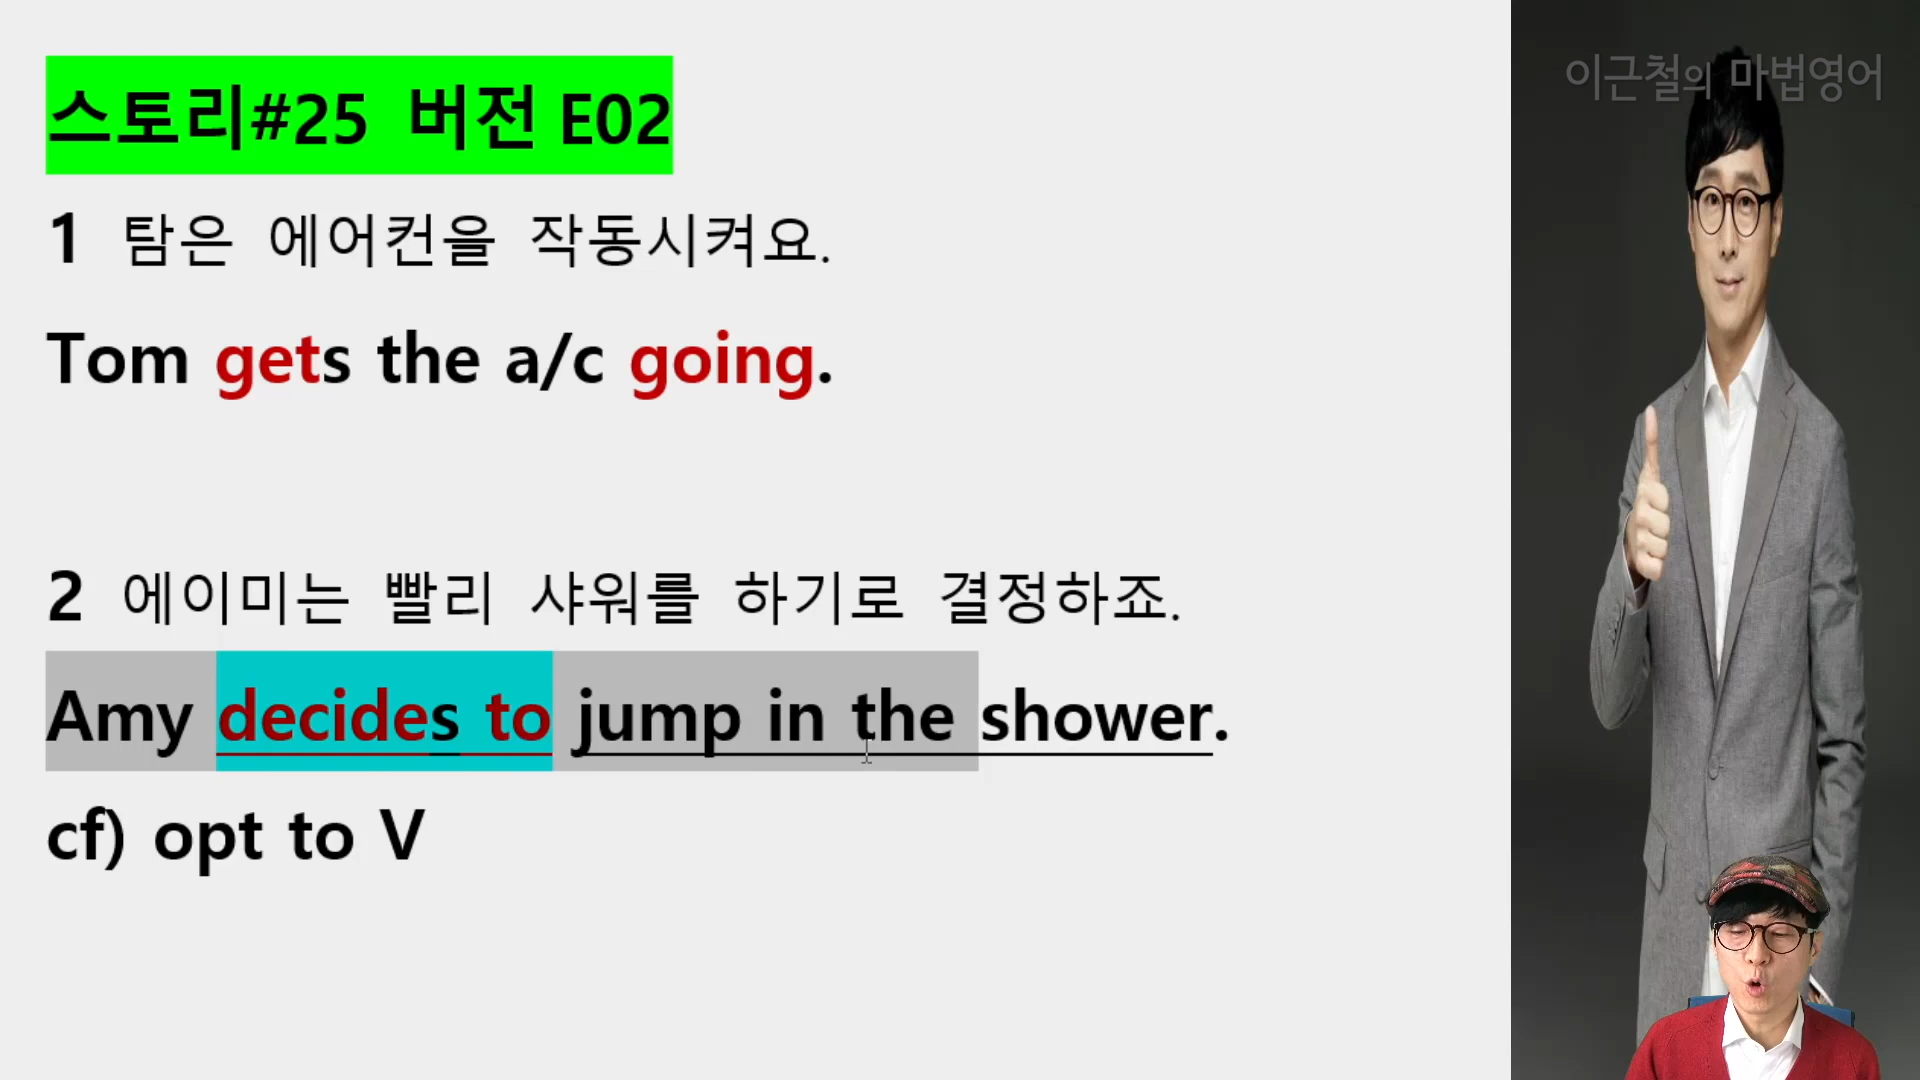 스토리#25 버전 E02
1 탐은 에어컨을 작동시켜요.
Tom gets the a/c going.
2 에이미는 빨리 샤워를 하기로 결정하죠.
Amy decides to jump in the shower.
cf) opt to V
이근철의 마법영어